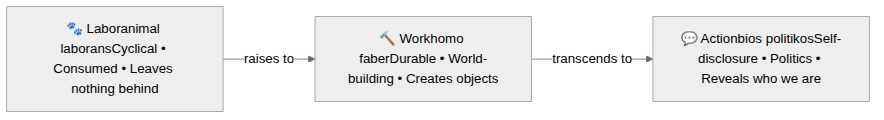 🐾 Laboranimal
laboransCyclical •
Consumed • Leaves
nothing behind
raises to
🔨 Workhomo
faberDurable • World-
building • Creates objects
transcends to
💬 Actionbios politikosSelf-
disclosure • Politics •
Reveals who we are